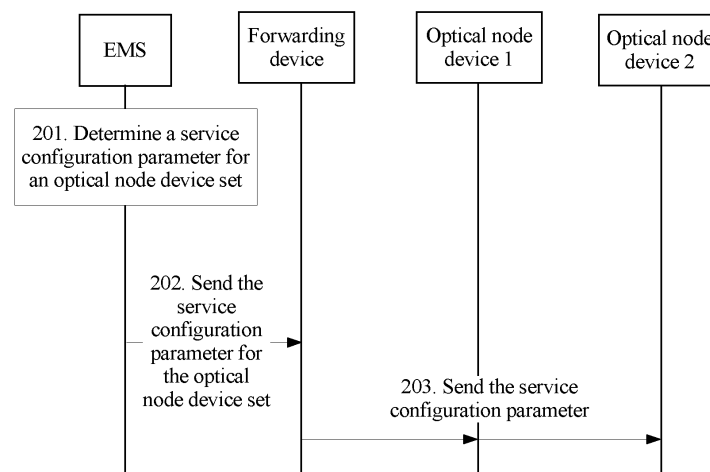 EMS
Forwarding
device
Optical node
device 1
Optical node
device 2
201. Determine a service
configuration parameter for
an optical node device set
202. Send the
service
configuration
parameter for
the optical
node device set
203. Send the service
configuration parameter